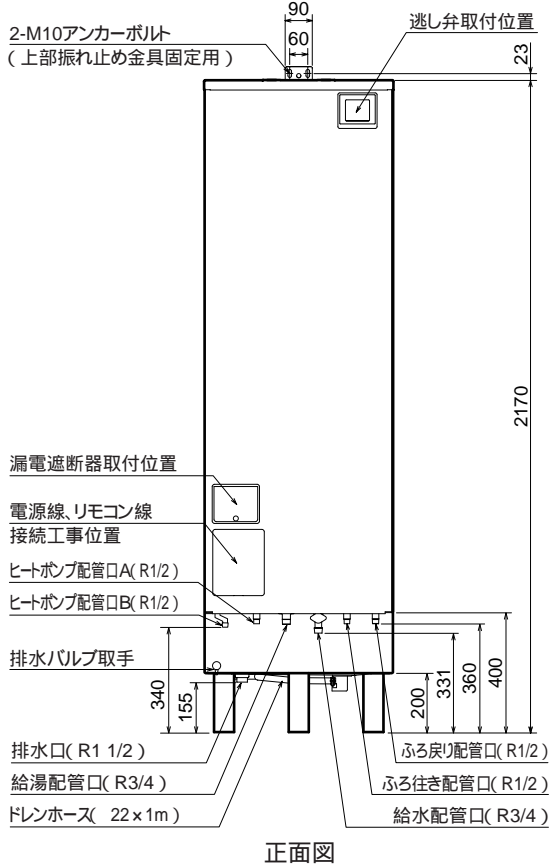 90
60
2-M10アンカーボルト
(上部振れ止め金具固定用)
逃し弁取付位置
23
2170
漏電遮断器取付位置
電源線、リモコン線
接続工事位置
ヒートポンプ配管口A(R1/2)
ヒートポンプ配管口B(R1/2)
排水バルブ取手
340
155
200
331
360
400
排水口(R1 1/2)
給湯配管口(R3/4)
ドレンホース( 22×1m)
ふろ戻り配管口(R1/2)
ふろ往き配管口(R1/2)
給水配管口(R3/4)
正面図